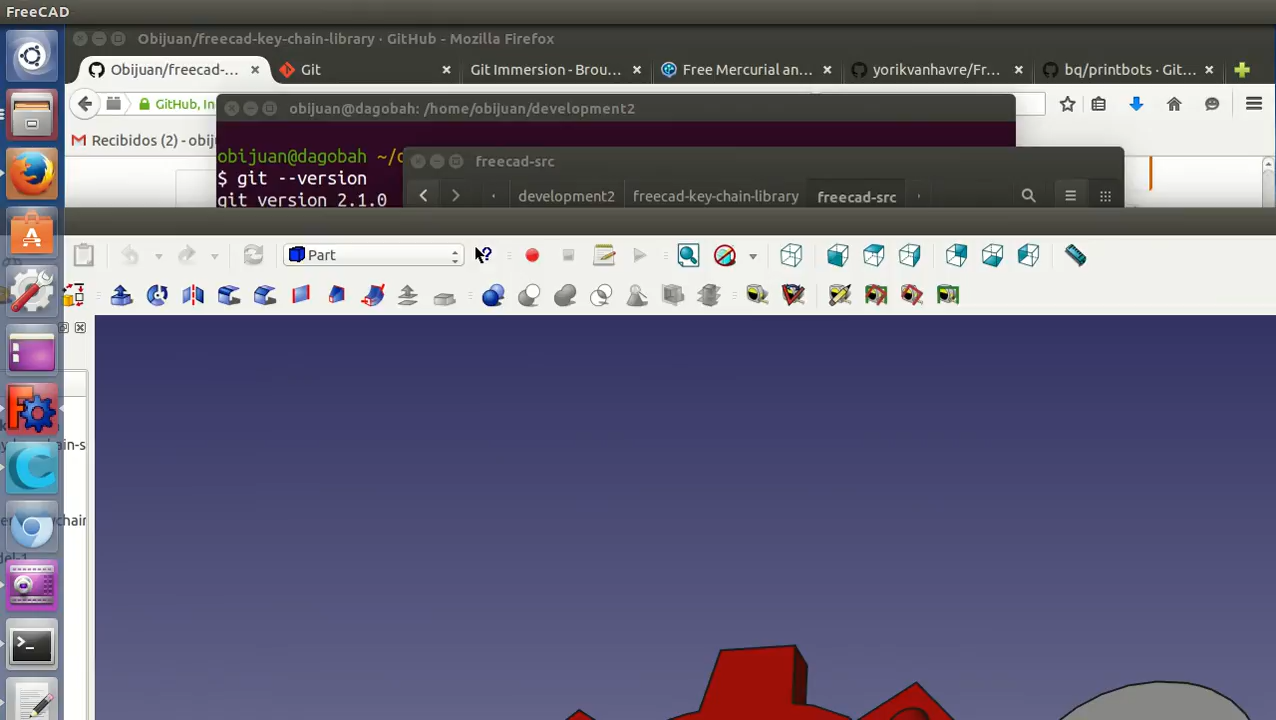 FreeCAD
Obijuan/freecad-key-chain-library · GitHub - Mozilla Firefox
Obijuan/freecad-...
Git
Git Immersion - Brou...
Free Mercurial an...
yorikvanhavre/Fr...
bq/printbots · Git...
GitHub, In
obijuan@dagobah: /home/obijuan/development2
Recibidos (2) - obij
obijuan@dagobah ~/
freecad-src
$ git --version
development2
freecad-key-chain-library
freecad-src
git version 2.1.0
Part